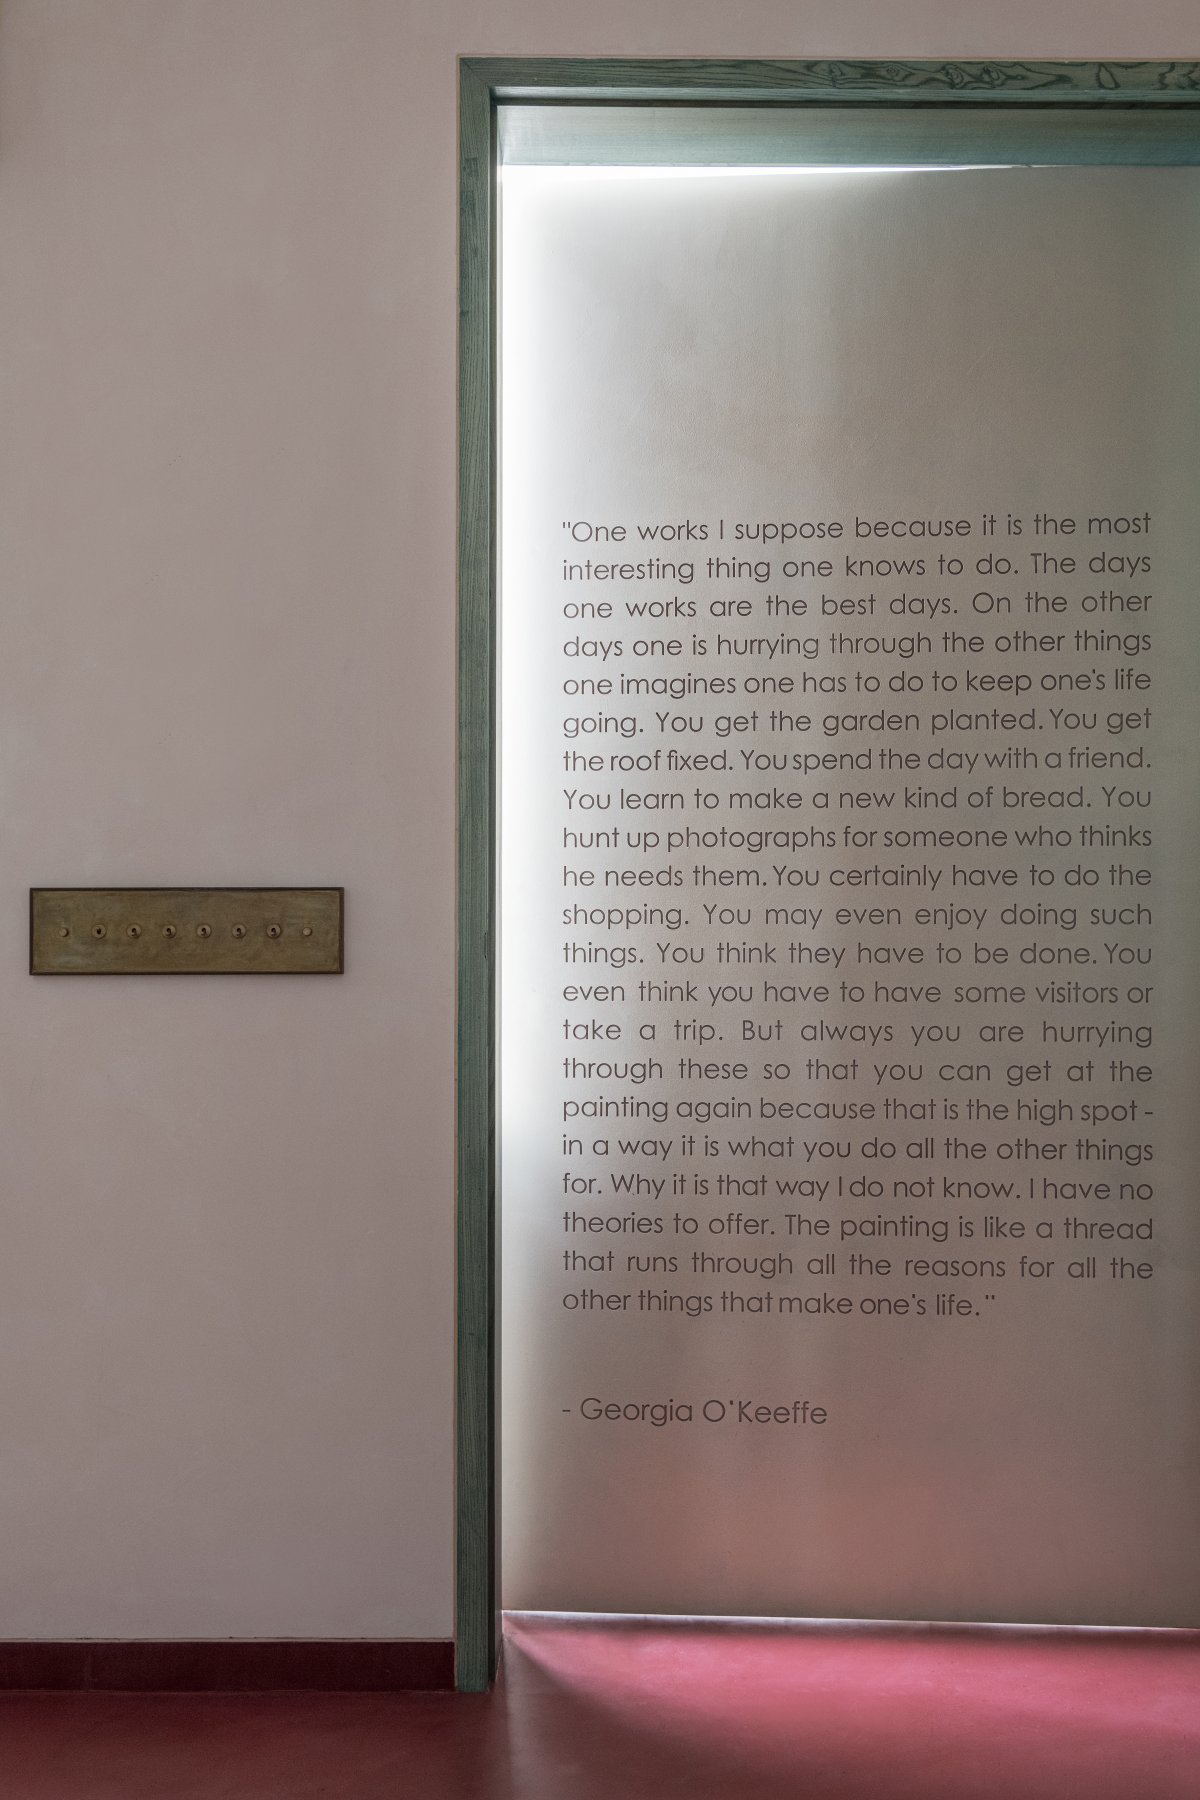 "One works I suppose because it is the most
interesting thing one knows to do. The days
one works are the best days. On the other
days one is hurrying through the other things
one imagines one has to do to keep one's life
going. You get the garden planted. You get
the roof fixed. You spend the day with a friend.
You learn to make a new kind of bread. You
hunt up photographs for someone who thinks
he needs them. You certainly have to do the
shopping. You may even enjoy doing such
things. You think they have to be done. You
even think you have to have some visitors or
take a trip. But always you are hurrying
through these so that you can get at the
painting again because that is the high spot -
in a way it is what you do all the other things
for. Why it is that way I do not know. I have no
theories to offer. The painting is like a thread
that runs through all the reasons for all the
other things that make one's life."
- Georgia O'Keeffe